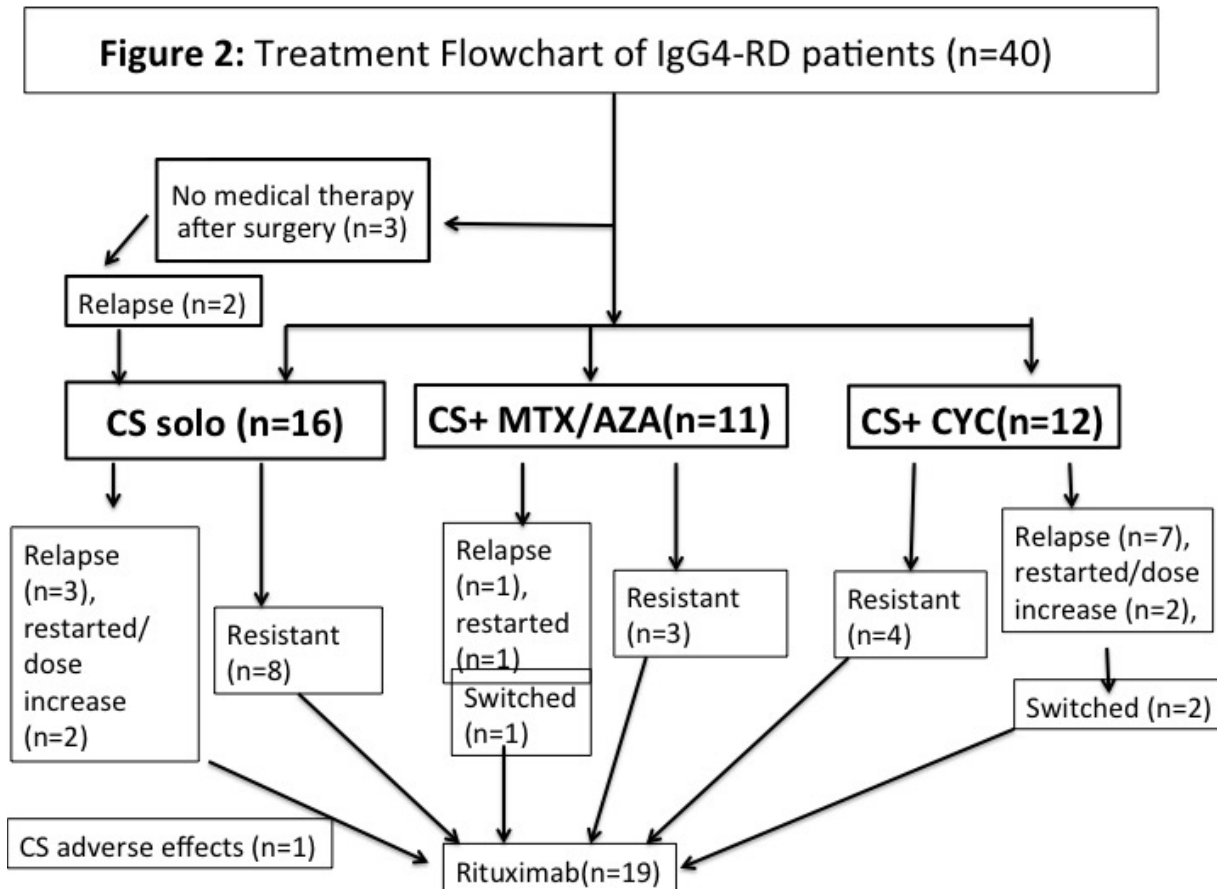 Figure 2: Treatment Flowchart of IgG4-RD patients (n=40)
No medical therapy
after surgery (n=3)
Relapse (n=2)
CS solo (n=16)
CS+ MTX/AZA(n=11)
CS+ CYC(n=12)
Relapse
(n=3),
restarted/
dose
increase
(n=2)
Resistant
(n=8)
Relapse
(n=1),
restarted
(n=1)
Switched
(n=1)
Resistant
(n=3)
Resistant
(n=4)
Relapse (n=7),
restarted/dose
increase (n=2),
Switched (n=2)
CS adverse effects (n=1)
Rituximab(n=19)